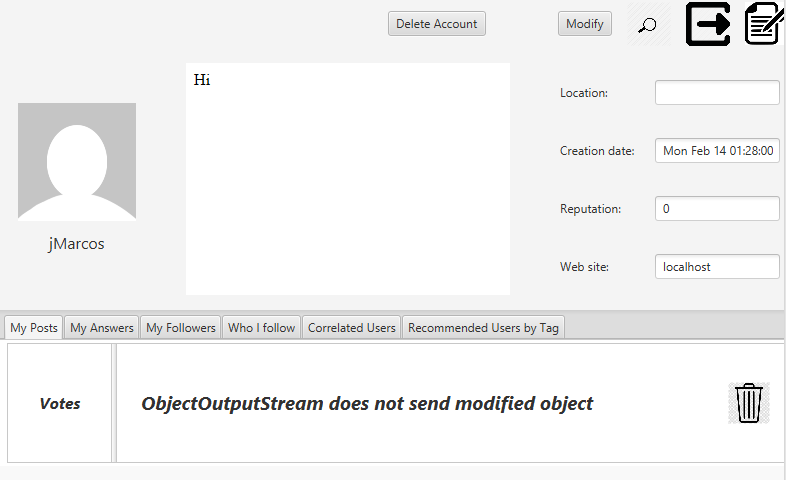 Delete Account
Modify
Hi
Location:
Creation date:
Mon Feb 14 01:28:00
Reputation:
0
Web site:
localhost
jMarcos
My Posts
My Answers
My Followers
Who I follow
Correlated Users
Recommended Users by Tag
Votes
ObjectOutputStream does not send modified object